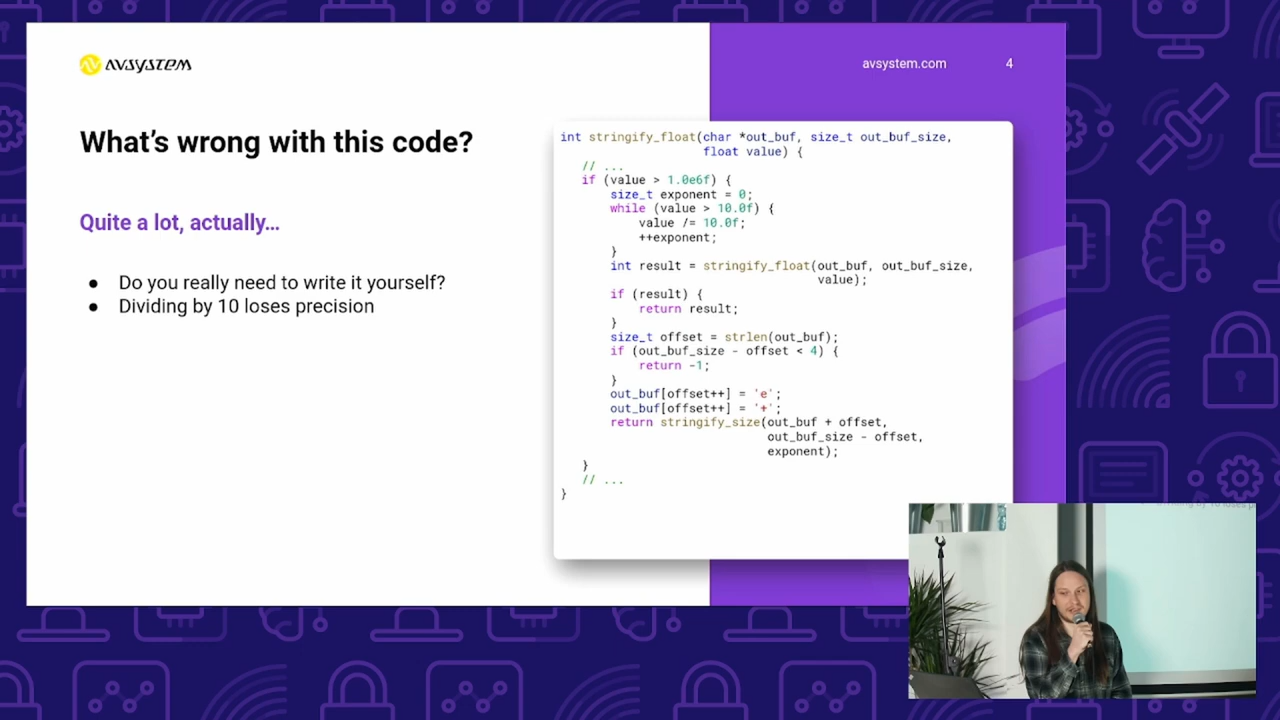 AVSYSTEM
avsystem.com
4
What's wrong with this code?
Quite a lot, actually…
● Do you really need to write it yourself?
● Dividing by 10 loses precision
int stringify_float(char *out_buf, size_t out_buf_size,
float value) {
// ...
if (value > 1.0e6f) {
size_t exponent = 0;
while (value > 10.0f) {
value /= 10.0f;
++exponent;
}
int result = stringify_float(out_buf, out_buf_size,
value);
if (result) {
return result;
}
size_t offset = strlen(out_buf);
if (out_buf_size - offset < 4) {
return -1;
}
out_buf[offset++] = 'e';
out_buf[offset++] = '+';
return stringify_size(out_buf + offset,
out_buf_size - offset,
exponent);
}
// ...
}